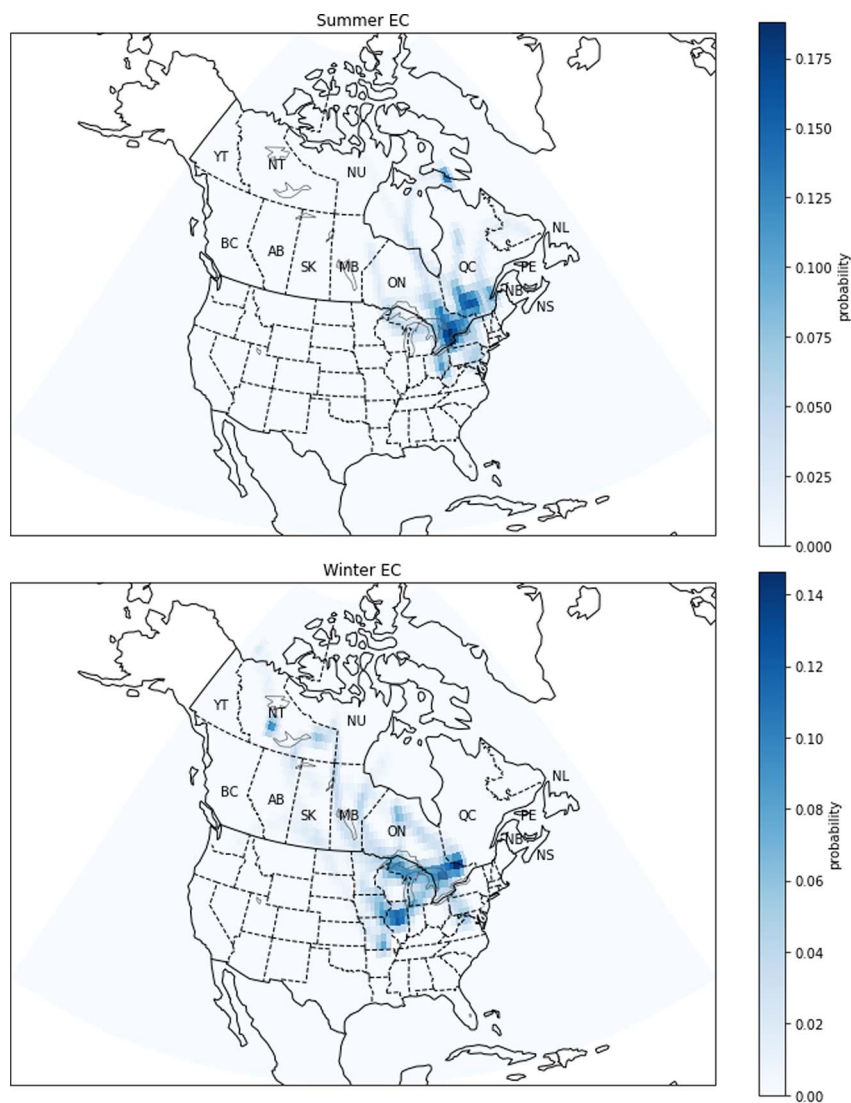 Summer EC
YT
NT
NU
BC
AB
SK
MB
ON
QC
NL
PE
NB
NS
0.175
0.150
0.125
0.100
0.075
0.050
0.025
0.000
probability
Winter EC
YT
NT
NU
BC
AB
SK
MB
ON
QC
NL
PE
NB
NS
0.14
0.12
0.10
0.08
0.06
0.04
0.02
0.00
probability